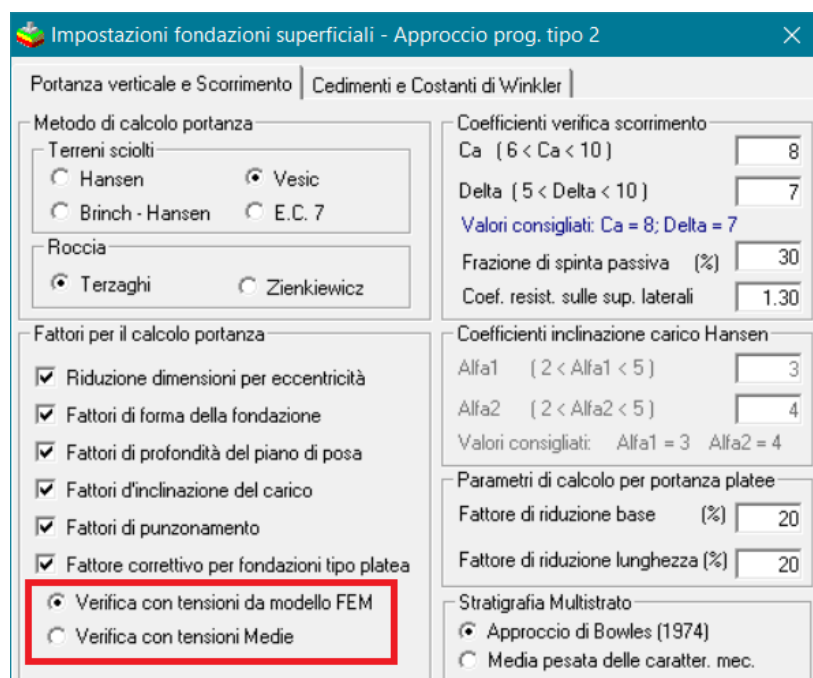 Impostazioni fondazioni superficiali - Approccio prog. tipo 2
Portanza verticale e Scorrimento
Cedimenti e Costanti di Winkler
Metodo di calcolo portanza
Terreni sciolti
Hansen
Vesic
Brinch - Hansen
E.C. 7
Roccia
Terzaghi
Zienkiewicz
Fattori per il calcolo portanza
Riduzione dimensioni per eccentricità
Fattori di forma della fondazione
Fattori di profondità del piano di posa
Fattori d'inclinazione del carico
Fattori di punzonamento
Fattore correttivo per fondazioni tipo platea
Verifica con tensioni da modello FEM
Verifica con tensioni Medie
Coefficienti verifica scorrimento
Ca ( 6 < Ca < 10 ) 8
Delta ( 5 < Delta < 10 ) 7
Valori consigliati: Ca = 8; Delta = 7
Frazione di spinta passiva (%) 30
Coef. resist. sulle sup. laterali 1.30
Coefficienti inclinazione carico Hansen
Alfa1 ( 2 < Alfa1 < 5 ) 3
Alfa2 ( 2 < Alfa2 < 5 ) 4
Valori consigliati: Alfa1 = 3 Alfa2 = 4
Parametri di calcolo per portanza platee
Fattore di riduzione base (%) 20
Fattore di riduzione lunghezza (%) 20
Stratigrafia Multistrato
Approccio di Bowles (1974)
Media pesata delle caratter. mec.